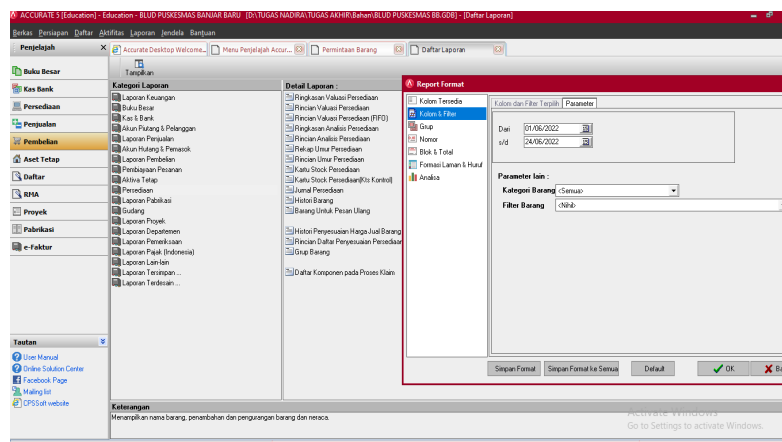 ACCURATE 5 [Education] - Education - BLUD PUSKESMAS BANJAR BARU [D:\TUGAS NADIRA\TUGAS AKHIR\Bahan\BLUD PUSKESMAS BB.GDB] - [Daftar Laporan]
Berkas Persiapan Daftar Aktifitas Laporan Jendela Bantuan
Penjelajah X
Accurate Desktop Welcome... Menu Penjelajah Accur... Permintaan Barang Daftar Laporan
Tampilkan
Buku Besar
Kas Bank
Persediaan
Penjualan
Pembelian
Aset Tetap
Daftar
RMA
Proyek
Pabrikasi
e-Faktur
Tautan
User Manual
Online Solution Center
Facebook Page
Mailing list
CPSSoft website
Kategori Laporan
Laporan Keuangan
Buku Besar
Kas & Bank
Akun Piutang & Pelanggan
Laporan Penjualan
Akun Hutang & Pemasok
Laporan Pembelian
Pembiayaan Pesanan
Aktiva Tetap
Persediaan
Laporan Pabrikasi
Gudang
Laporan Proyek
Laporan Departemen
Laporan Pemeriksaan
Laporan Pajak (Indonesia)
Laporan Lain-lain
Laporan Tersimpan ...
Laporan Terdesain ...
Detail Laporan :
Ringkasan Valuasi Persediaan
Rincian Valuasi Persediaan
Rincian Valuasi Persediaan (FIFO)
Ringkasan Analisis Persediaan
Rincian Analisis Persediaan
Rekap Umur Persediaan
Rincian Umur Persediaan
Kartu Stock Persediaan
Kartu Stock Persediaan(Kts Kontrol)
Jurnal Persediaan
Histori Barang
Barang Untuk Pesan Ulang
Histori Penyesuaian Harga Jual Barang
Rincian Daftar Penyesuaian Persediaan
Grup Barang
Daftar Komponen pada Proses Klaim
Report Format
Kolom Tersedia
Kolom & Filter
Grup
Nomor
Blok & Total
Formasi Laman & Huruf
Analisa
Kolom dan Filter Terpilih Parameter
Dari 01/06/2022
s/d 24/06/2022
Parameter lain :
Kategori Barang <Semua>
Filter Barang <Nihil>
Simpan Format Simpan Format ke Semua Default OK Ba
Keterangan
Menampilkan nama barang, penambahan dan pengurangan barang dan neraca.
Activate Windows
Go to Settings to activate Windows.